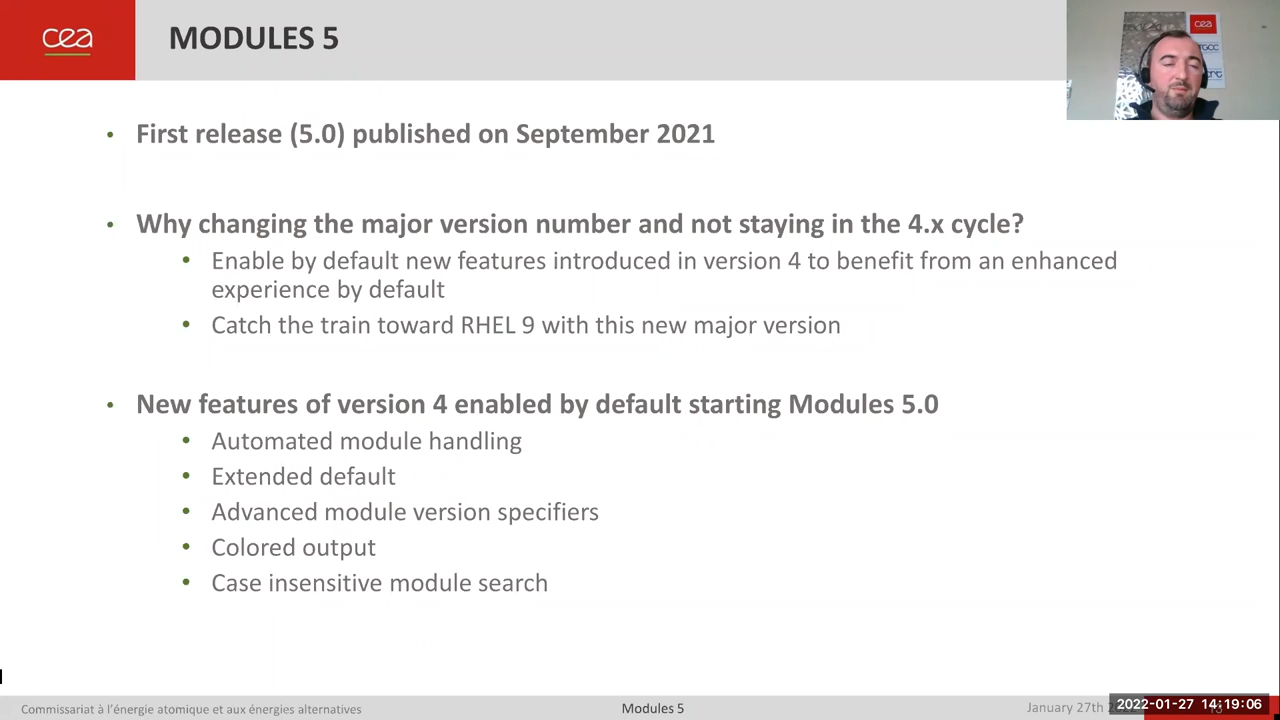 cea
MODULES 5
cea
TGCC
• First release (5.0) published on September 2021
• Why changing the major version number and not staying in the 4.x cycle?
• Enable by default new features introduced in version 4 to benefit from an enhanced
experience by default
• Catch the train toward RHEL 9 with this new major version
• New features of version 4 enabled by default starting Modules 5.0
• Automated module handling
• Extended default
• Advanced module version specifiers
• Colored output
• Case insensitive module search
Commissariat à l'énergie atomique et aux énergies alternatives
Modules 5
January 27th
2022-01-27 14:19:06